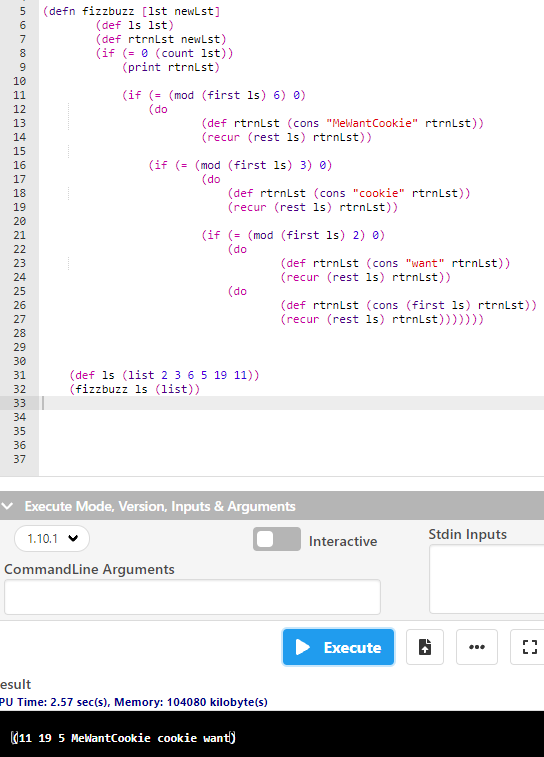 5 (defn fizzbuzz [lst newLst]
6 (def ls lst)
7 (def rtrnLst newLst)
8 (if (= 0 (count lst))
9 (print rtrnLst)
10
11 (if (= (mod (first ls) 6) 0)
12 (do
13 (def rtrnLst (cons "MeWantCookie" rtrnLst))
14 (recur (rest ls) rtrnLst))
15
16 (if (= (mod (first ls) 3) 0)
17 (do
18 (def rtrnLst (cons "cookie" rtrnLst))
19 (recur (rest ls) rtrnLst))
20
21 (if (= (mod (first ls) 2) 0)
22 (do
23 (def rtrnLst (cons "want" rtrnLst))
24 (recur (rest ls) rtrnLst))
25 (do
26 (def rtrnLst (cons (first ls) rtrnLst))
27 (recur (rest ls) rtrnLst)))))))
28
29
30
31 (def ls (list 2 3 6 5 19 11))
32 (fizzbuzz ls (list))
33
34
35
36
37
Execute Mode, Version, Inputs & Arguments
1.10.1
Interactive
Stdin Inputs
CommandLine Arguments
Execute
esult
PU Time: 2.57 sec(s), Memory: 104080 kilobyte(s)
(11 19 5 MeWantCookie cookie want)